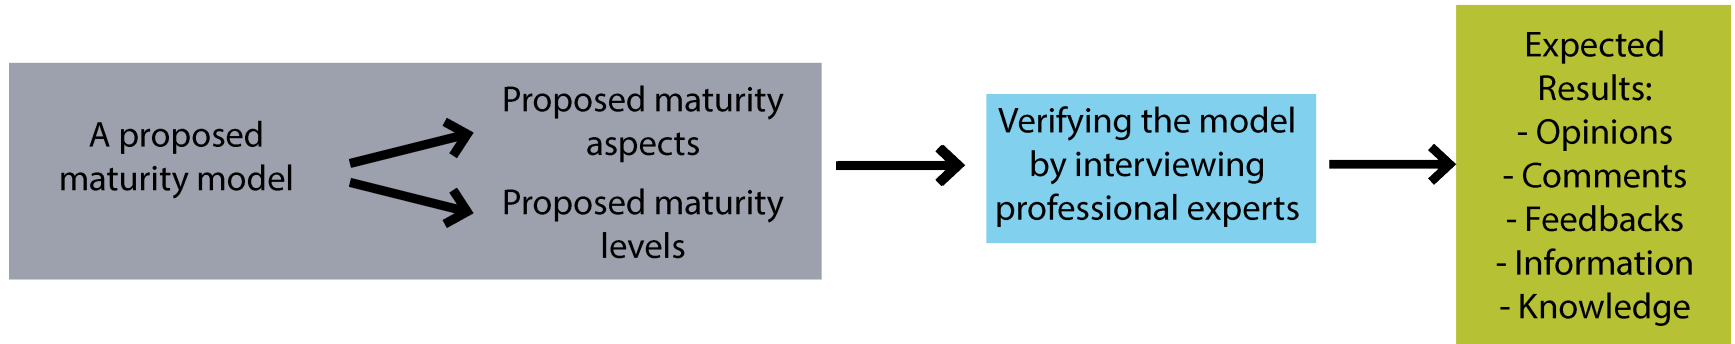 A proposed
maturity model
Proposed maturity
aspects
Proposed maturity
levels
Verifying the model
by interviewing
professional experts
Expected
Results:
- Opinions
- Comments
- Feedbacks
- Information
- Knowledge